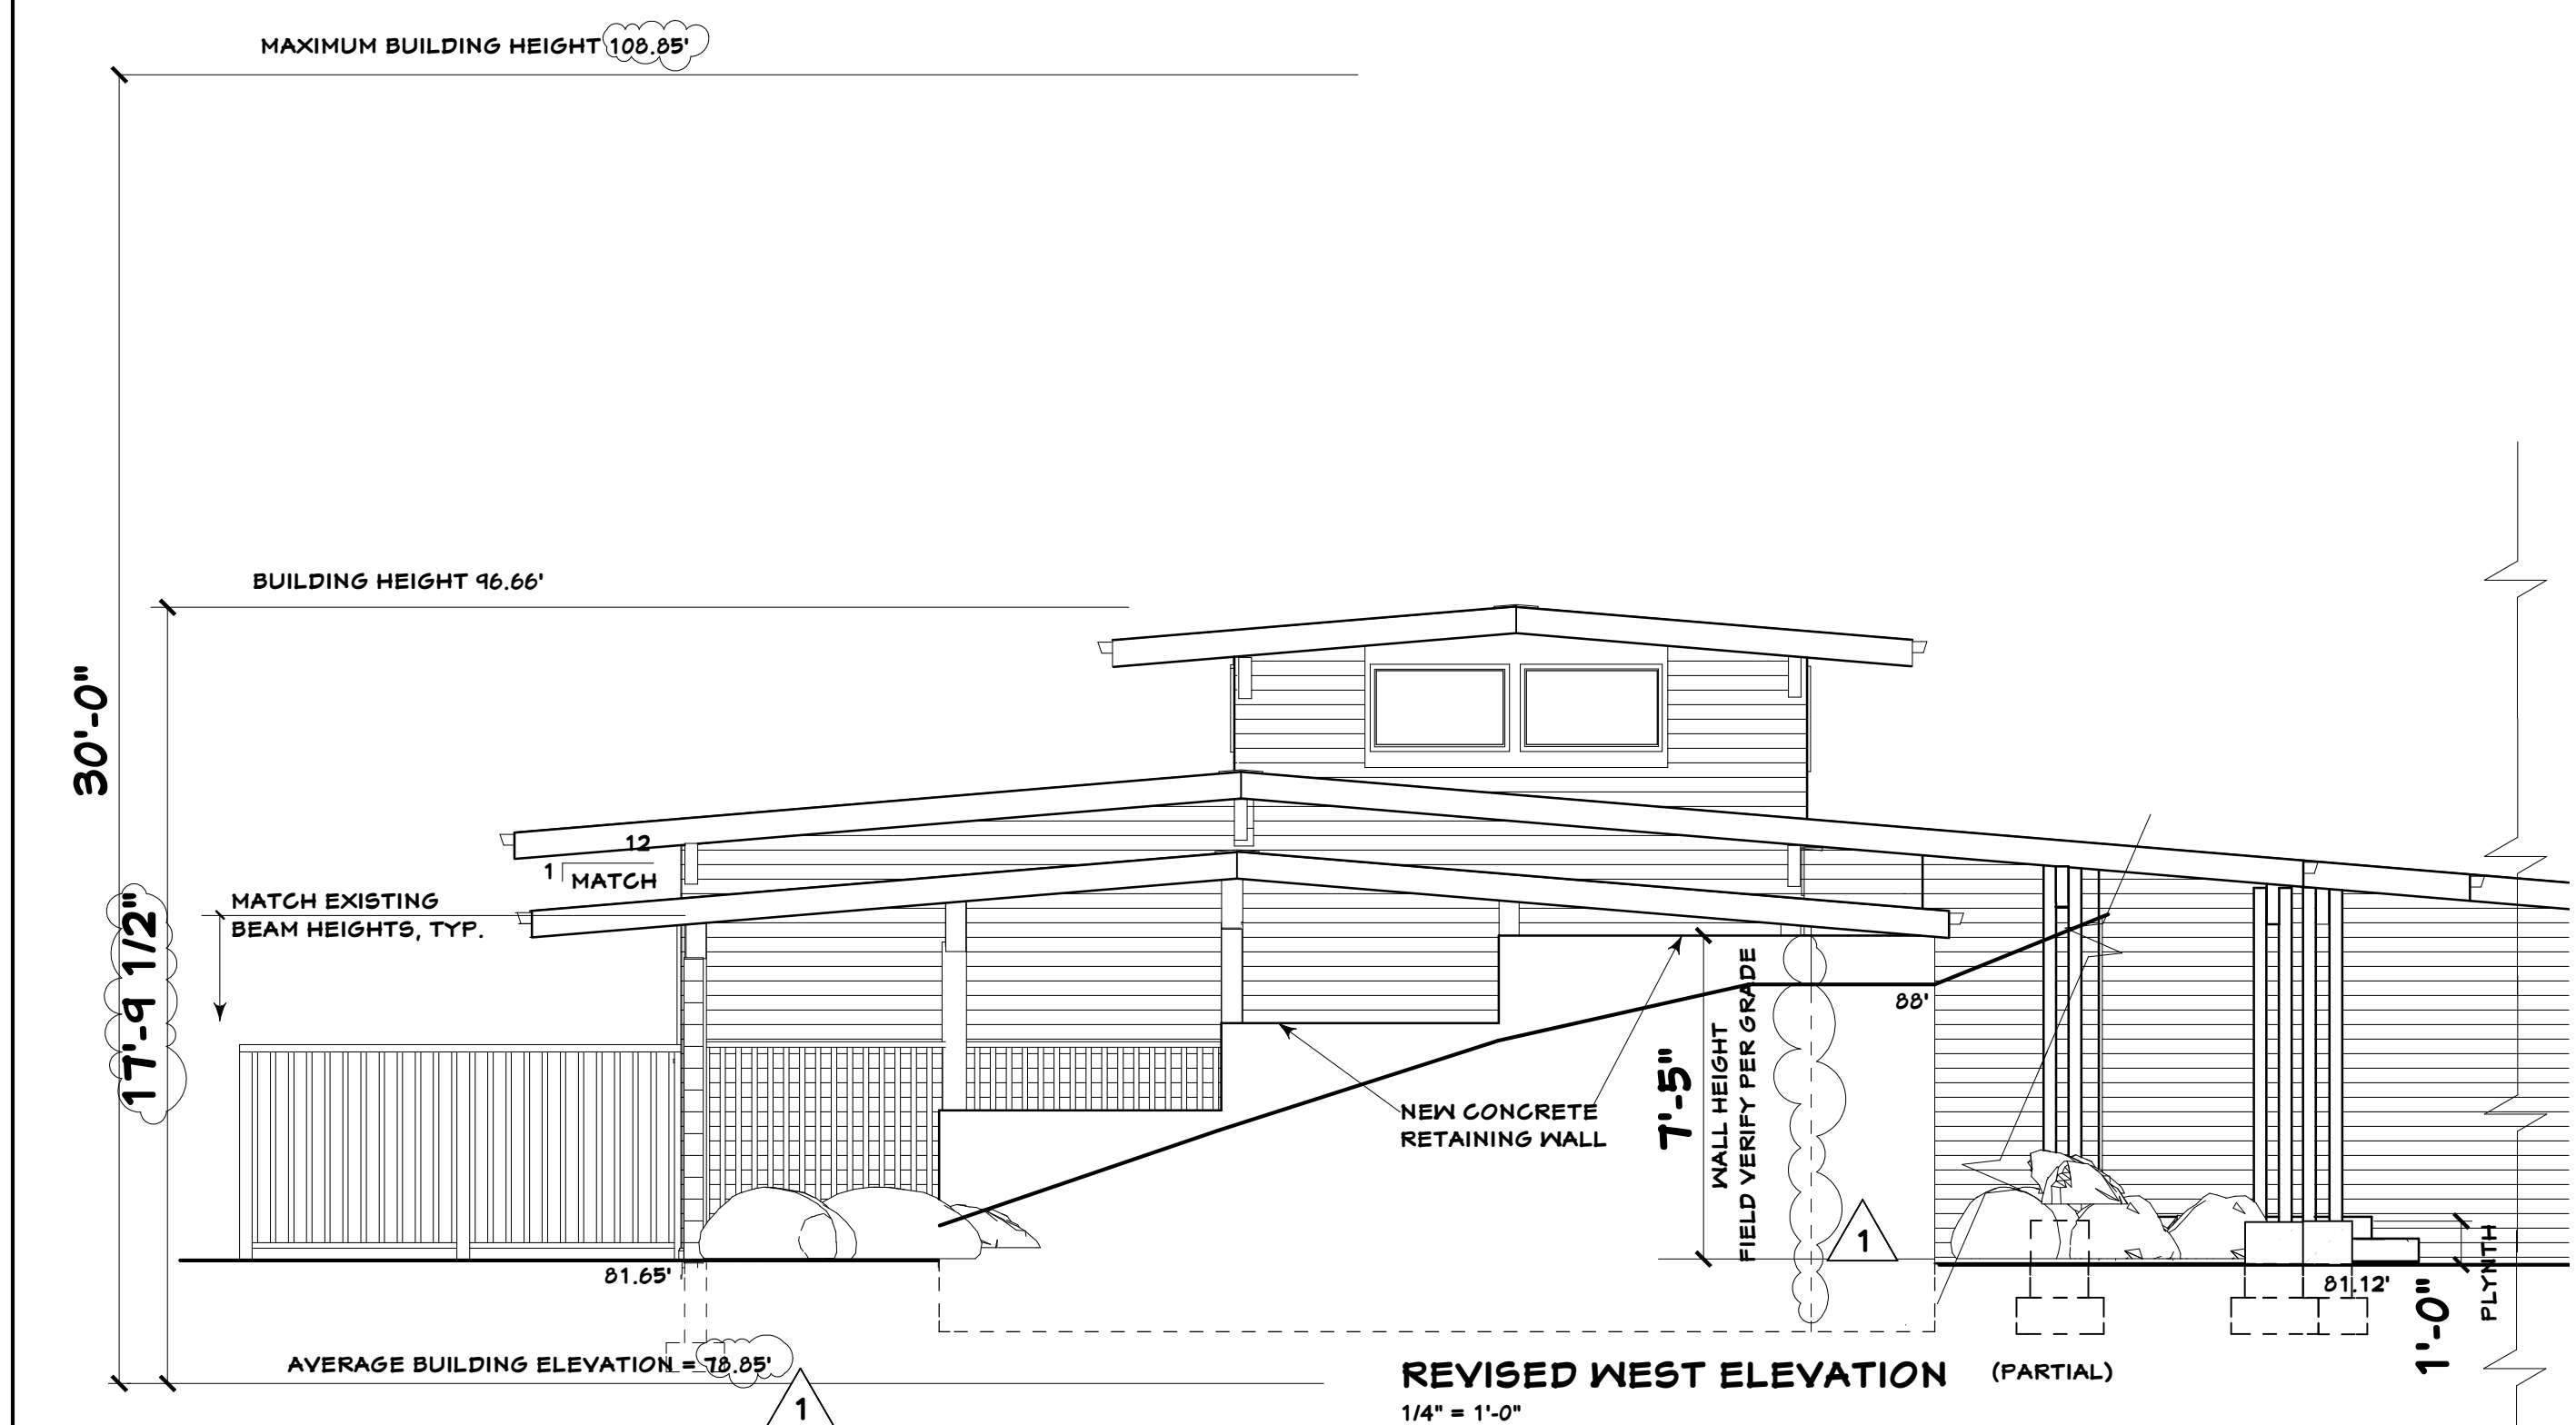 MAXIMUM BUILDING HEIGHT 108.85'
BUILDING HEIGHT 96.66'
30'-0"
17'-9 1/2"
12
1
MATCH
MATCH EXISTING
BEAM HEIGHTS, TYP.
88'
NEW CONCRETE
RETAINING WALL
7'-5"
WALL HEIGHT
FIELD VERIFY PER GRADE
1
81.65'
81.12'
1'-0"
PLYNTH
AVERAGE BUILDING ELEVATION = 78.85'
1
REVISED WEST ELEVATION (PARTIAL)
1/4" = 1'-0"